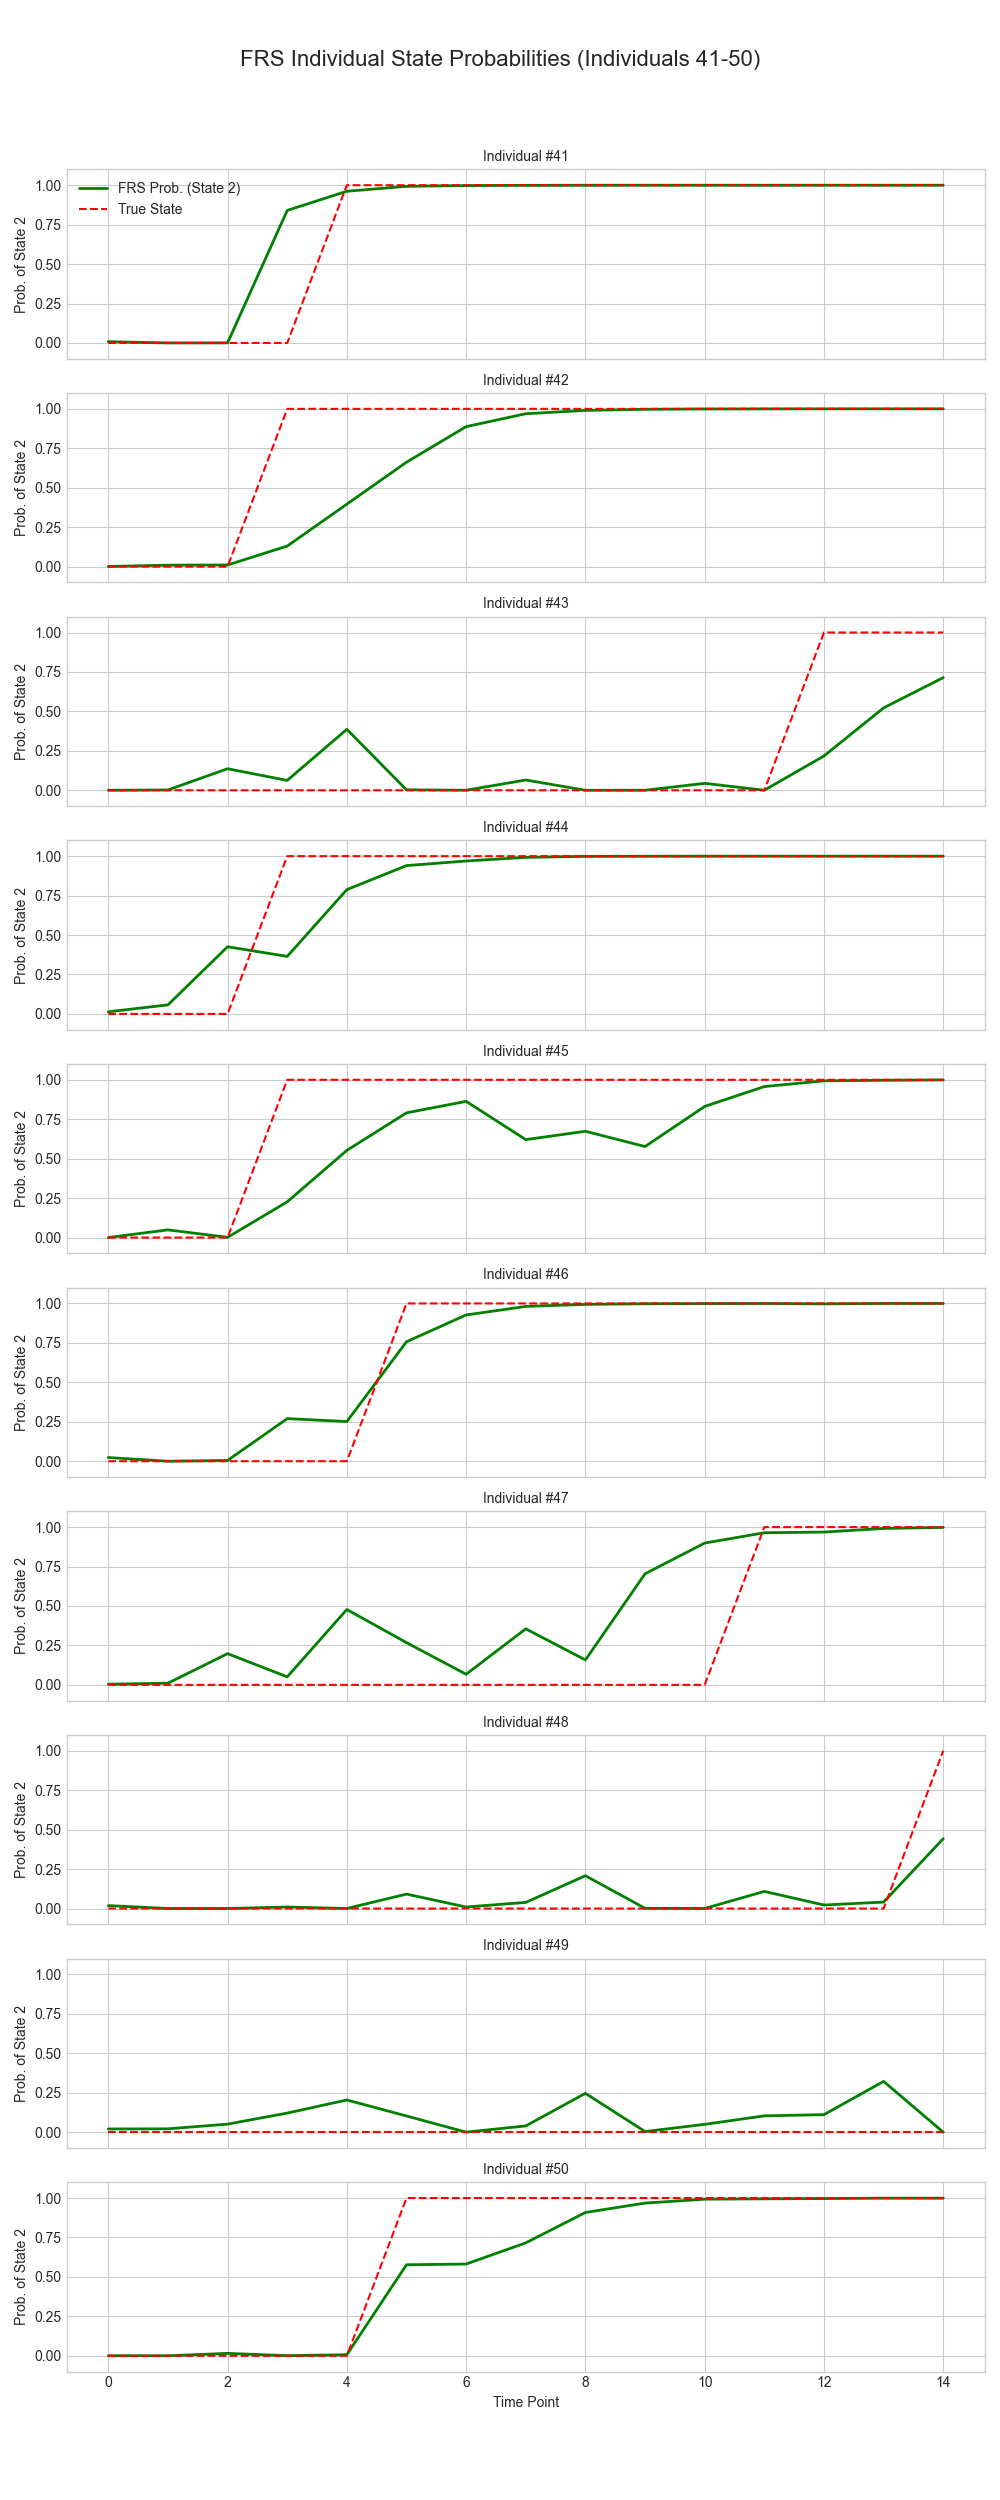 FRS Individual State Probabilities (Individuals 41-50)
Individual #41
1.00
0.75
0.50
0.25
0.00
Prob. of State 2
FRS Prob. (State 2)
True State
Individual #42
1.00
0.75
0.50
0.25
0.00
Prob. of State 2
Individual #43
1.00
0.75
0.50
0.25
0.00
Prob. of State 2
Individual #44
1.00
0.75
0.50
0.25
0.00
Prob. of State 2
Individual #45
1.00
0.75
0.50
0.25
0.00
Prob. of State 2
Individual #46
1.00
0.75
0.50
0.25
0.00
Prob. of State 2
Individual #47
1.00
0.75
0.50
0.25
0.00
Prob. of State 2
Individual #48
1.00
0.75
0.50
0.25
0.00
Prob. of State 2
Individual #49
1.00
0.75
0.50
0.25
0.00
Prob. of State 2
Individual #50
1.00
0.75
0.50
0.25
0.00
Prob. of State 2
0 2 4 6 8 10 12 14
Time Point